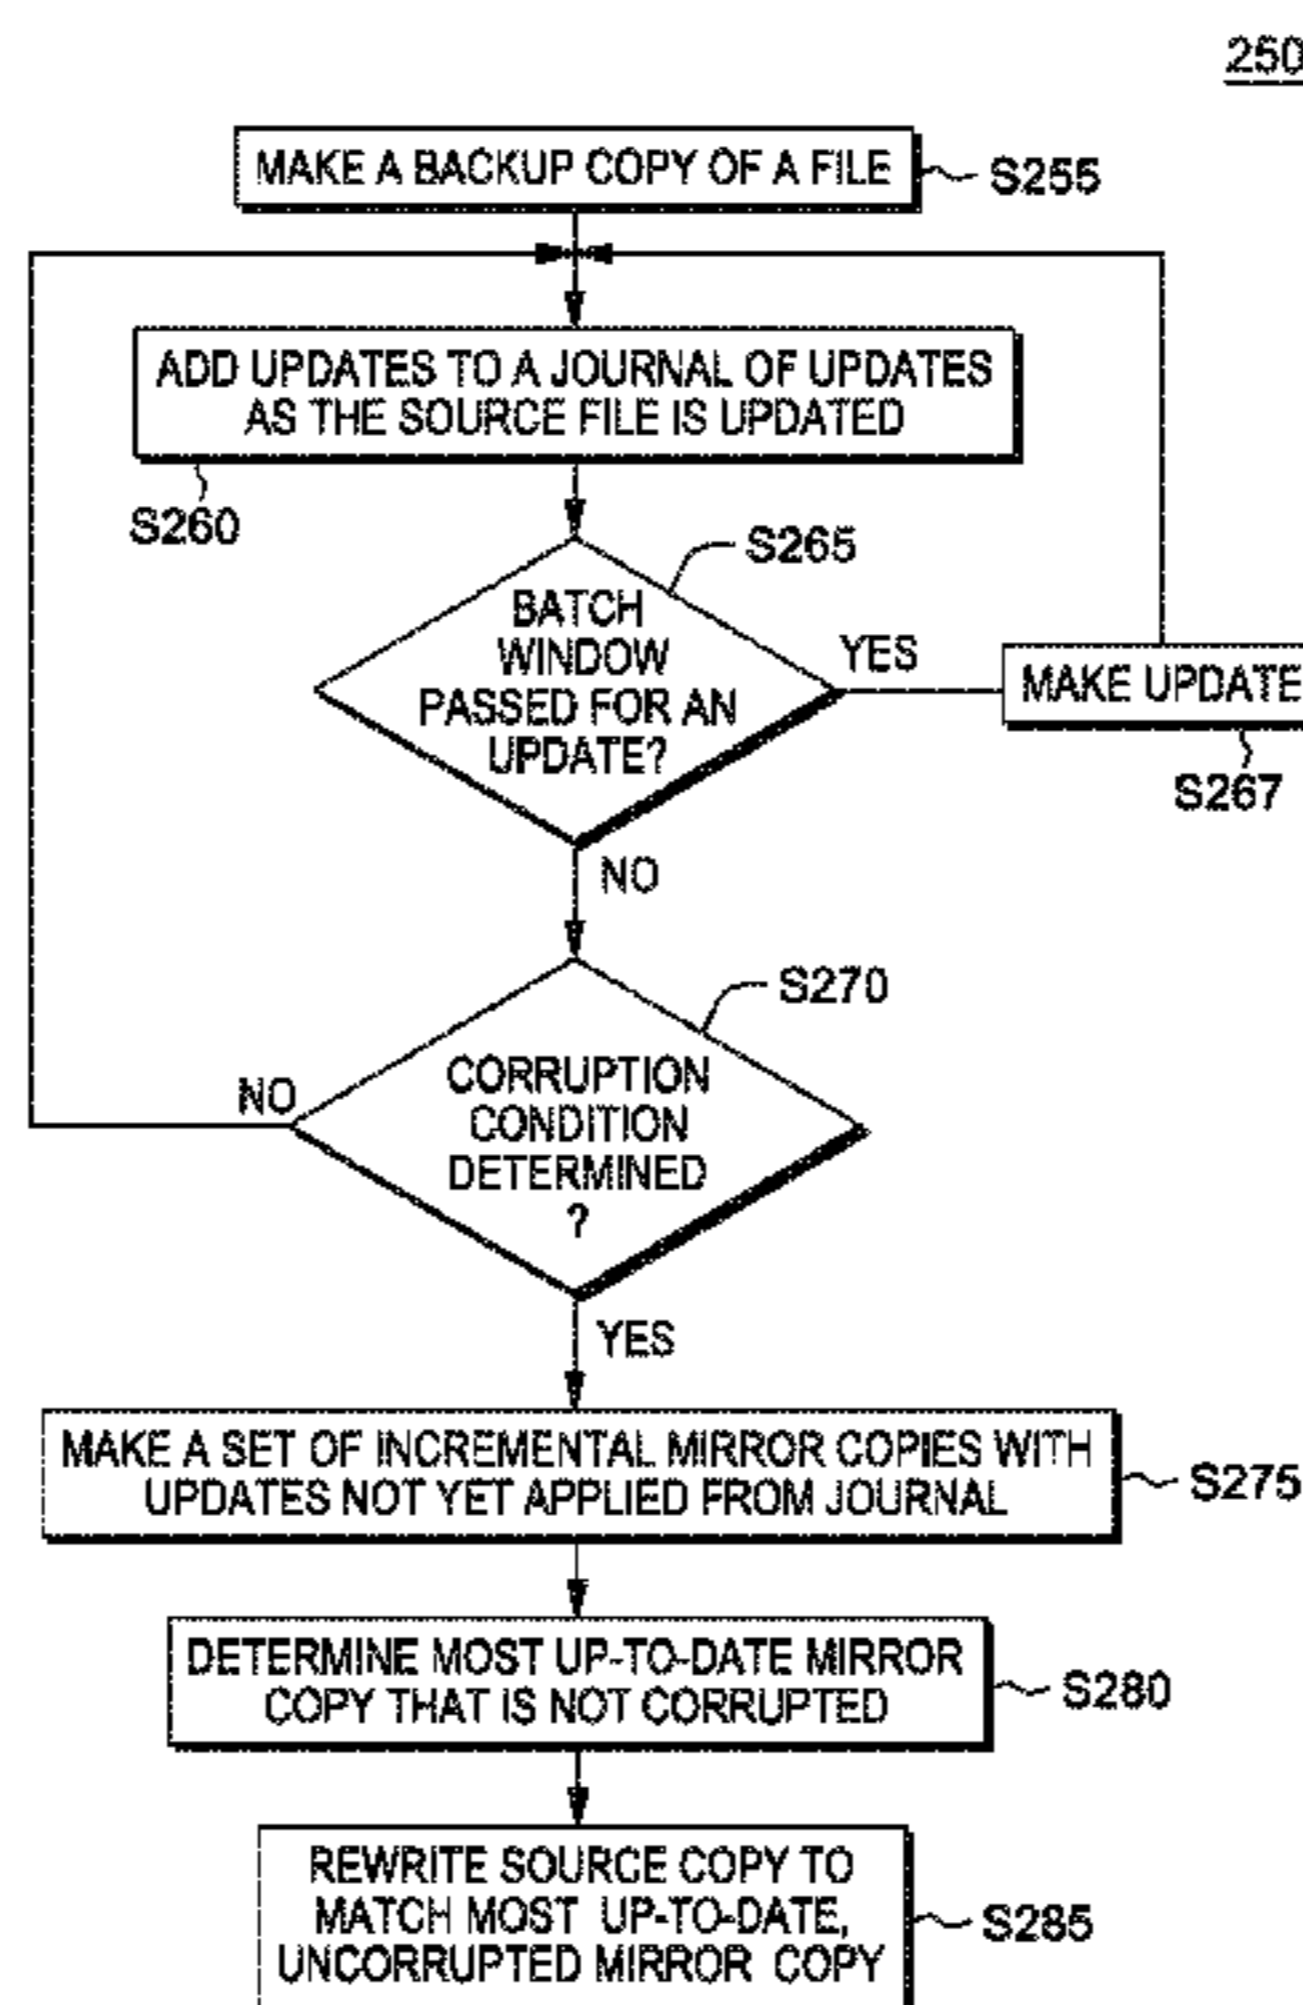 250
MAKE A BACKUP COPY OF A FILE
S255
ADD UPDATES TO A JOURNAL OF UPDATES
AS THE SOURCE FILE IS UPDATED
S260
S265
BATCH
WINDOW
PASSED FOR AN
UPDATE?
YES
MAKE UPDATE
S267
NO
S270
CORRUPTION
CONDITION
DETERMINED
?
NO
YES
MAKE A SET OF INCREMENTAL MIRROR COPIES WITH
UPDATES NOT YET APPLIED FROM JOURNAL
S275
DETERMINE MOST UP-TO-DATE MIRROR
COPY THAT IS NOT CORRUPTED
S280
REWRITE SOURCE COPY TO
MATCH MOST UP-TO-DATE,
UNCORRUPTED MIRROR COPY
S285